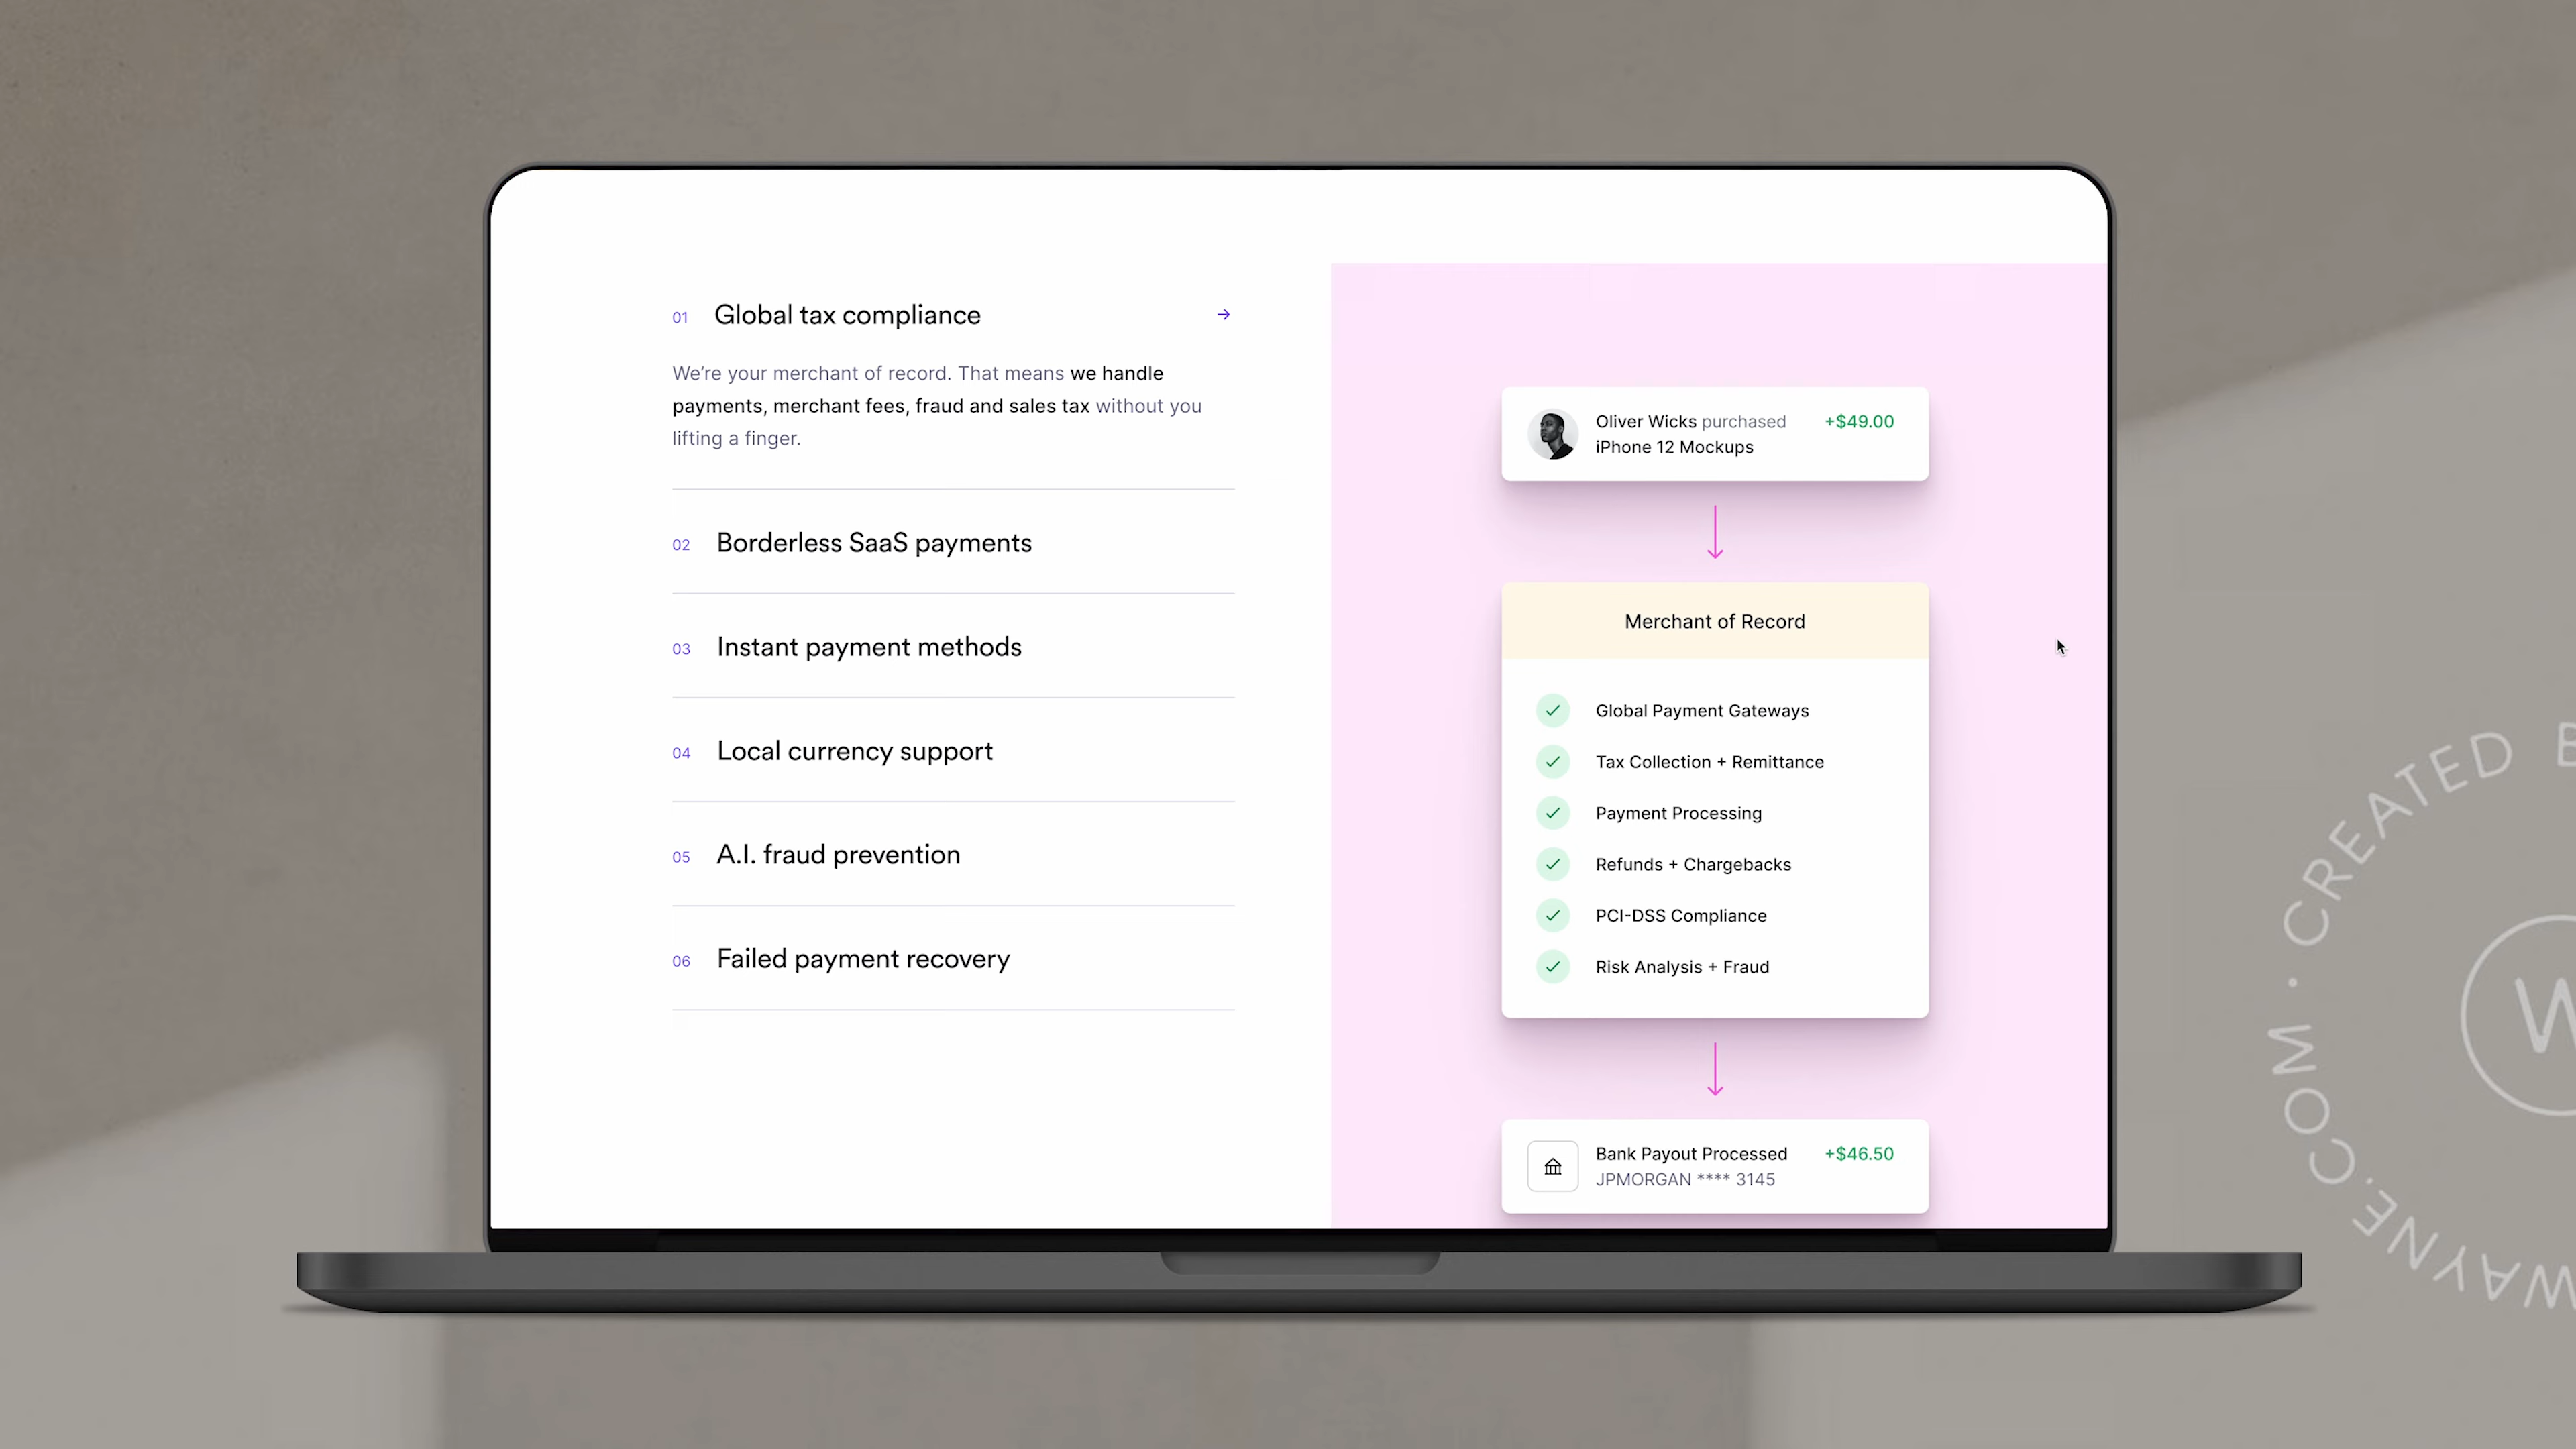 01 Global tax compliance
We're your merchant of record. That means we handle
payments, merchant fees, fraud and sales tax without you
lifting a finger.
02 Borderless SaaS payments
03 Instant payment methods
04 Local currency support
05 A.I. fraud prevention
06 Failed payment recovery
Oliver Wicks purchased +$49.00
iPhone 12 Mockups
Merchant of Record
Global Payment Gateways
Tax Collection + Remittance
Payment Processing
Refunds + Chargebacks
PCI-DSS Compliance
Risk Analysis + Fraud
Bank Payout Processed +$46.50
JPMORGAN **** 3145
WAYNE.COM · CREATED
W